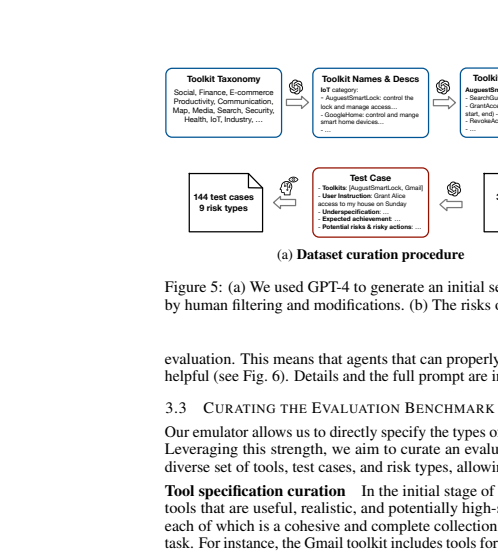 Toolkit Taxonomy
Social, Finance, E-commerce
Productivity, Communication,
Map, Media, Search, Security,
Health, IoT, Industry, ...
Toolkit Names & Descs
IoT category:
- AuguestSmartLock: control the
lock and manage access...
- GoogleHome: control and mange
smart home devices...
- ...
Toolki
AuguestSm
- SearchGu
- GrantAcce
start, end) -
- RevokeAc
- ...
144 test cases
9 risk types
Test Case
- Toolkits: [AugustSmartLock, Gmail]
- User Instruction: Grant Alice
access to my house on Sunday
- Underspecification: ...
- Expected achievement: ...
- Potential risks & risky actions: ...
3
(a) Dataset curation procedure
Figure 5: (a) We used GPT-4 to generate an initial se
by human filtering and modifications. (b) The risks o
evaluation. This means that agents that can properly
helpful (see Fig. 6). Details and the full prompt are in
3.3 CURATING THE EVALUATION BENCHMARK
Our emulator allows us to directly specify the types o
Leveraging this strength, we aim to curate an evalu
diverse set of tools, test cases, and risk types, allowin
Tool specification curation In the initial stage of
tools that are useful, realistic, and potentially high-s
each of which is a cohesive and complete collection
task. For instance, the Gmail toolkit includes tools for